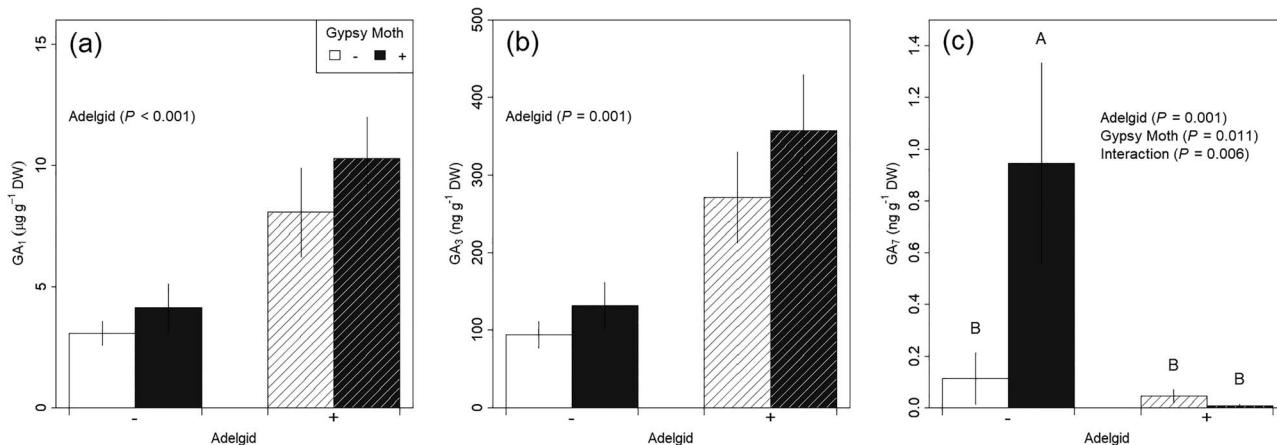 (a)
Gypsy Moth
- +
Adelgid (P < 0.001)
GA₁ (µg g⁻¹ DW)
15
10
5
0
- +
Adelgid
(b)
Adelgid (P = 0.001)
GA₃ (ng g⁻¹ DW)
500
400
300
200
100
0
- +
Adelgid
(c)
A
Adelgid (P = 0.001)
Gypsy Moth (P = 0.011)
Interaction (P = 0.006)
B
B
B
GA₇ (ng g⁻¹ DW)
1.4
1.2
1.0
0.8
0.6
0.4
0.2
0.0
- +
Adelgid